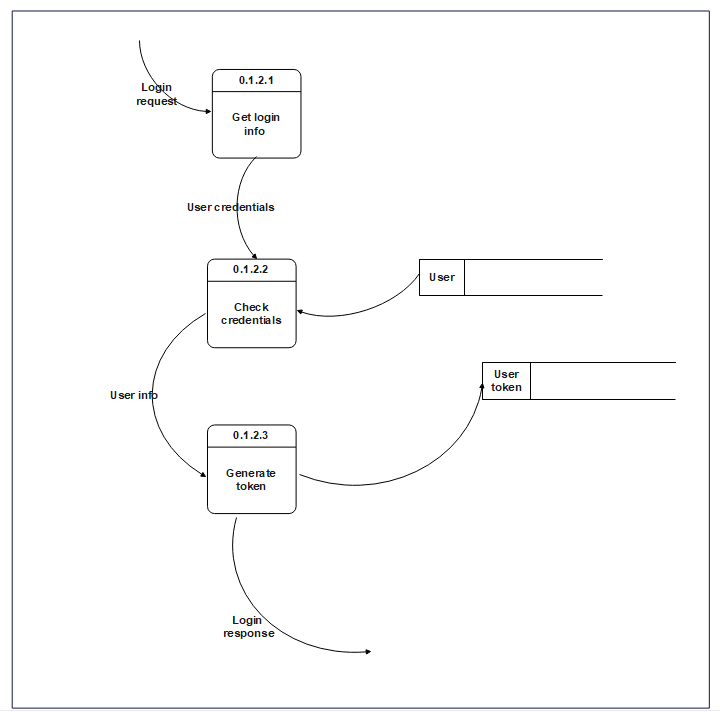 0.1.2.1
Login
request
Get login
info
User credentials
0.1.2.2
User
Check
credentials
User
token
User info
0.1.2.3
Generate
token
Login
response